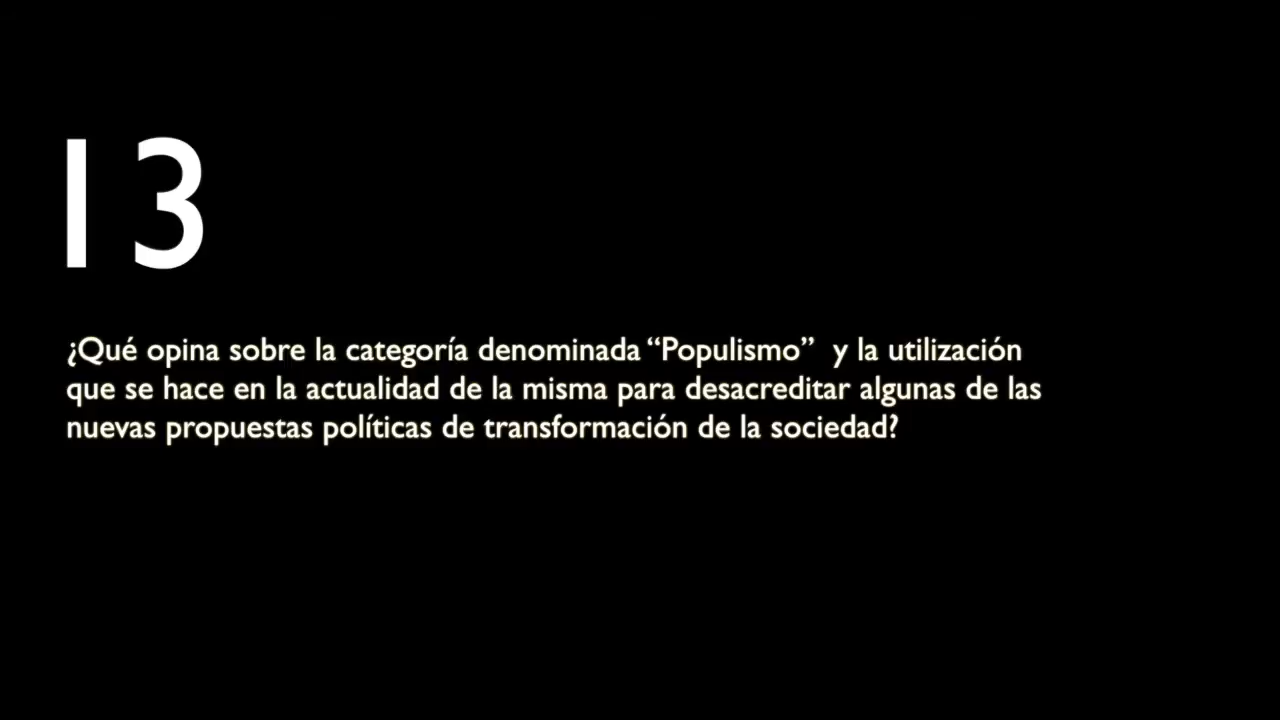 13
¿Qué opina sobre la categoría denominada “Populismo” y la utilización
que se hace en la actualidad de la misma para desacreditar algunas de las
nuevas propuestas políticas de transformación de la sociedad?